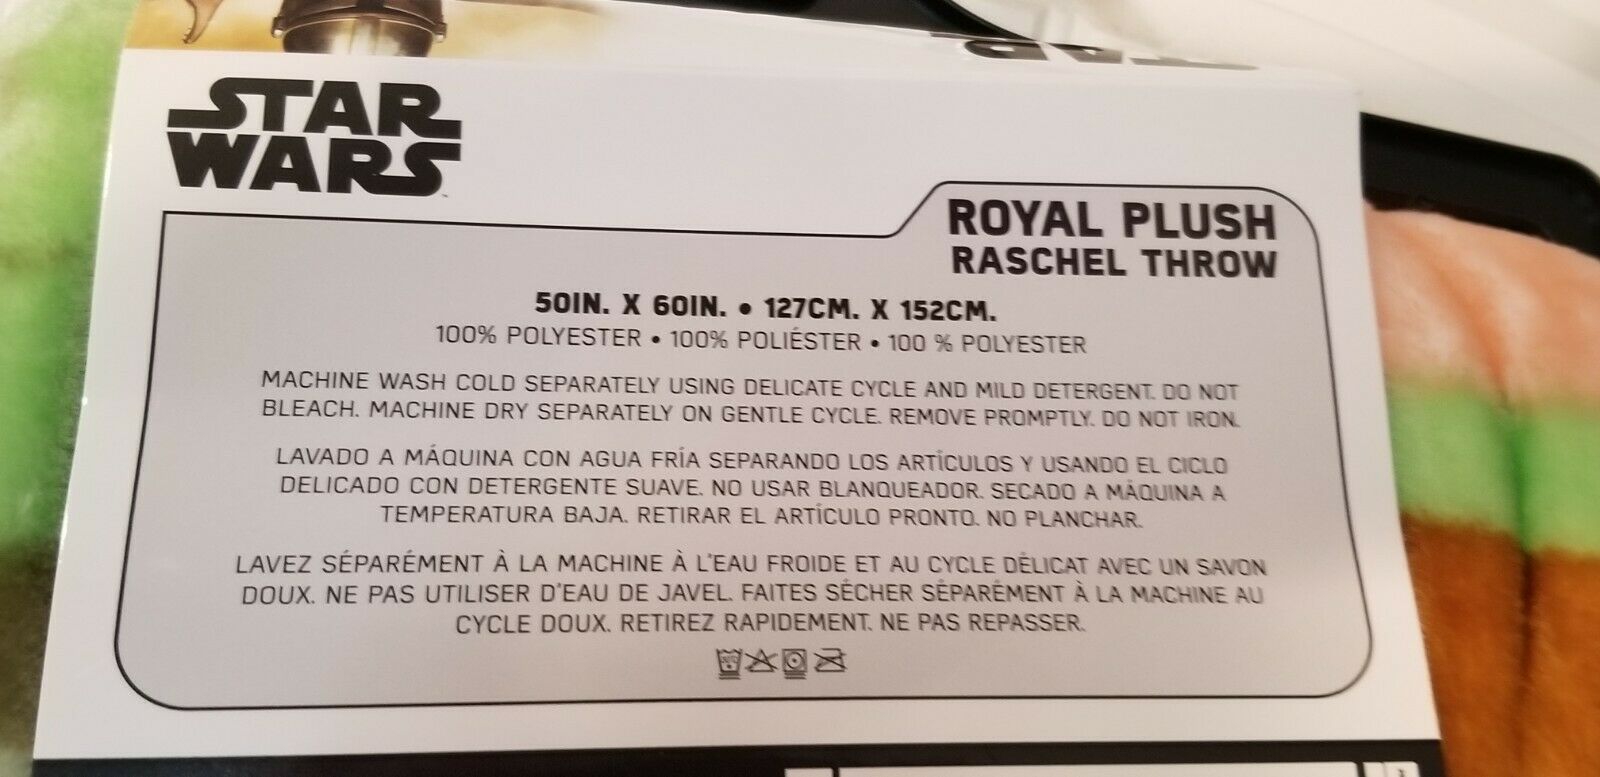 STAR
WARS
ROYAL PLUSH
RASCHEL THROW
50IN. X 60IN. • 127CM. X 152CM.
100% POLYESTER • 100% POLIÉSTER • 100 % POLYESTER
MACHINE WASH COLD SEPARATELY USING DELICATE CYCLE AND MILD DETERGENT. DO NOT
BLEACH. MACHINE DRY SEPARATELY ON GENTLE CYCLE. REMOVE PROMPTLY. DO NOT IRON.
LAVADO A MÁQUINA CON AGUA FRÍA SEPARANDO LOS ARTÍCULOS Y USANDO EL CICLO
DELICADO CON DETERGENTE SUAVE. NO USAR BLANQUEADOR. SECADO A MÁQUINA A
TEMPERATURA BAJA. RETIRAR EL ARTÍCULO PRONTO. NO PLANCHAR.
LAVEZ SÉPARÉMENT À LA MACHINE À L'EAU FROIDE ET AU CYCLE DÉLICAT AVEC UN SAVON
DOUX. NE PAS UTILISER D'EAU DE JAVEL. FAITES SÉCHER SÉPARÉMENT À LA MACHINE AU
CYCLE DOUX. RETIREZ RAPIDEMENT. NE PAS REPASSER.